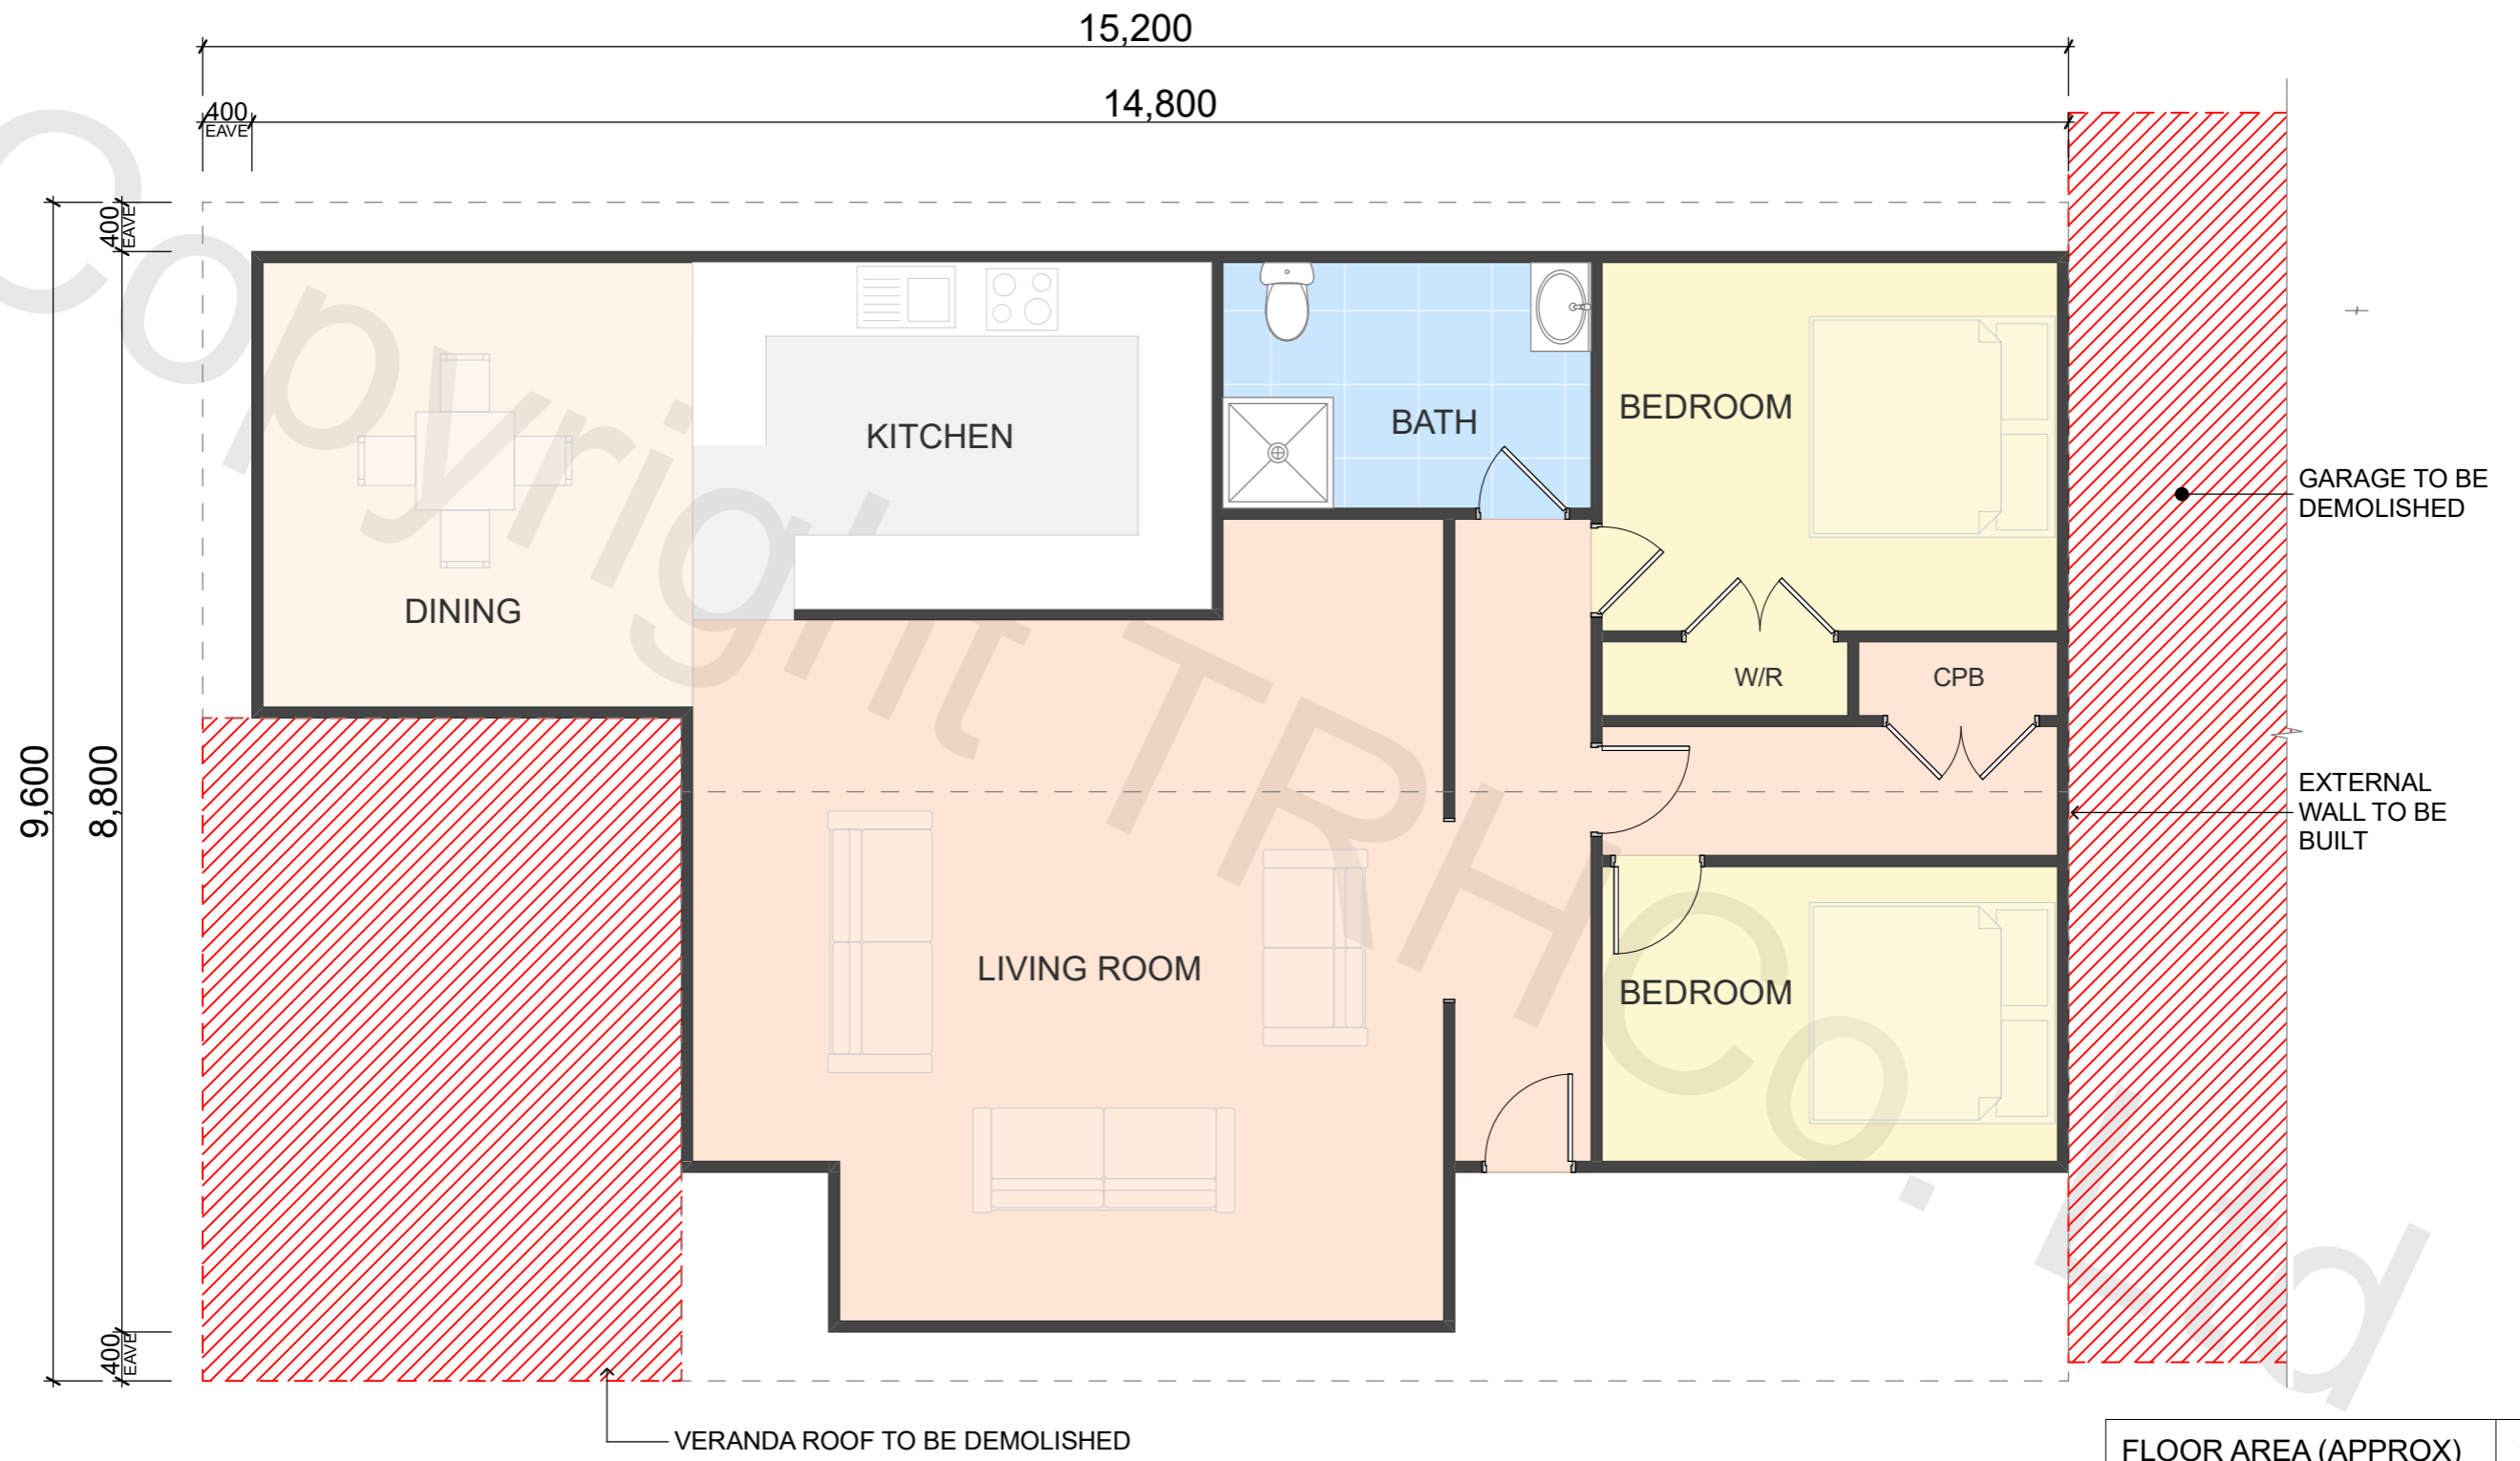 15,200
14,800
400
EAVE
400
EAVE
9,600
8,800
400
EAVE
KITCHEN
BATH
BEDROOM
DINING
W/R
CPB
LIVING ROOM
BEDROOM
GARAGE TO BE
DEMOLISHED
EXTERNAL
WALL TO BE
BUILT
VERANDA ROOF TO BE DEMOLISHED
FLOOR AREA (APPROX)
Copyright TRHCo. Ltd